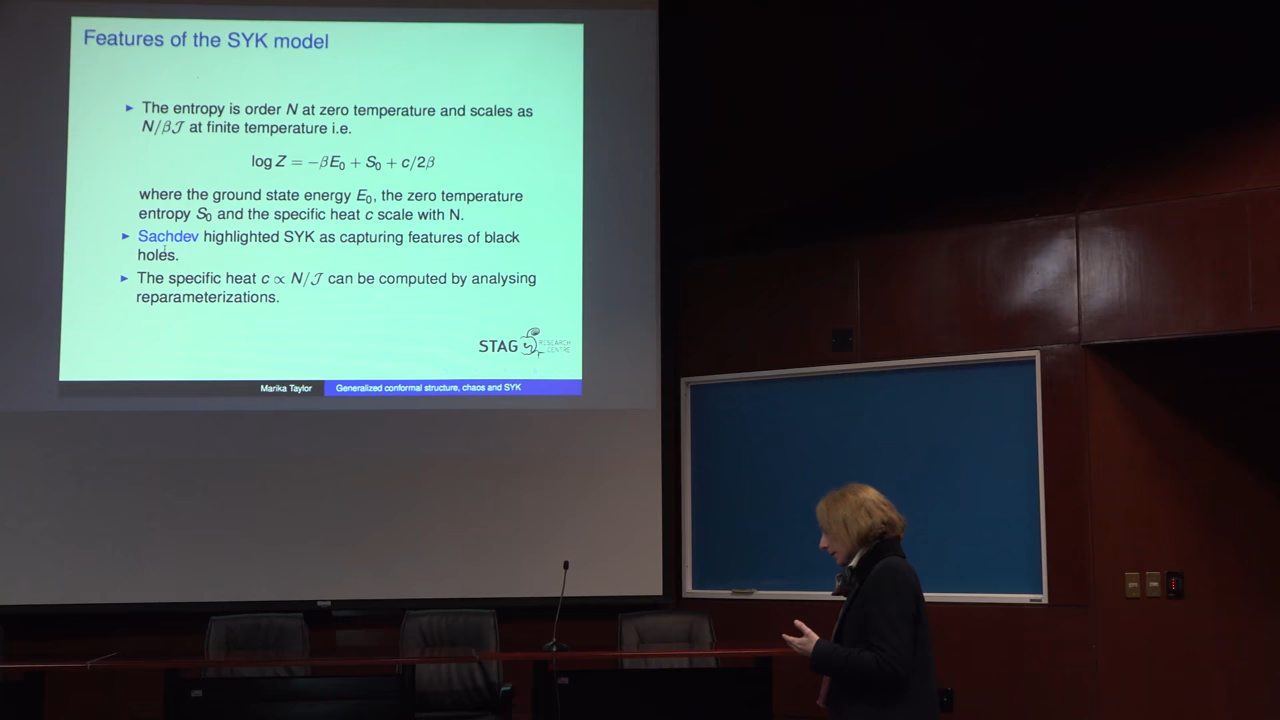 Features of the SYK model
▶ The entropy is order N at zero temperature and scales as
N/β𝒥 at finite temperature i.e.
log Z = −βE₀ + S₀ + c/2β
where the ground state energy E₀, the zero temperature
entropy S₀ and the specific heat c scale with N.
▶ Sachdev highlighted SYK as capturing features of black
holes.
▶ The specific heat c ∝ N/𝒥 can be computed by analysing
reparameterizations.
STAG RESEARCH
CENTRE
Marika Taylor Generalized conformal structure, chaos and SYK